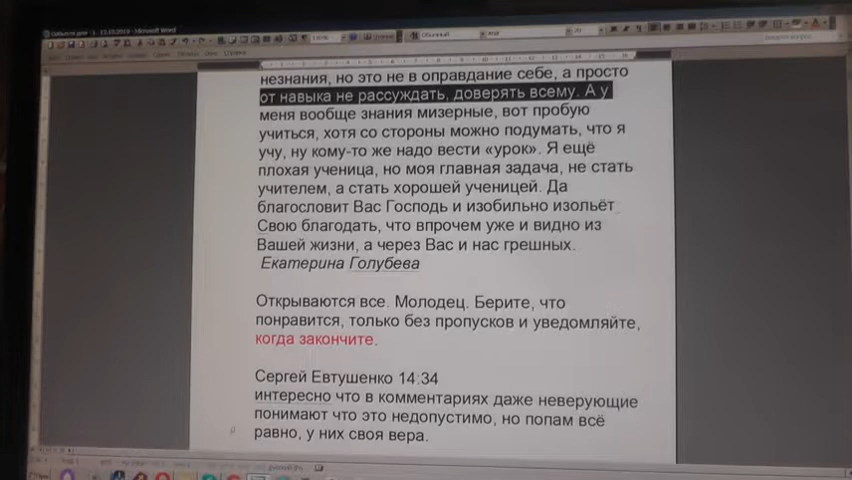 незнания, но это не в оправдание себе, а просто
от навыка не рассуждать, доверять всему. А у
меня вообще знания мизерные, вот пробую
учиться, хотя со стороны можно подумать, что я
учу, ну кому-то же надо вести «урок». Я ещё
плохая ученица, но моя главная задача, не стать
учителем, а стать хорошей ученицей. Да
благословит Вас Господь и изобильно изольёт
Свою благодать, что впрочем уже и видно из
Вашей жизни, а через Вас и нас грешных.
Екатерина Голубева
Открываются все. Молодец. Берите, что
понравится, только без пропусков и уведомляйте,
когда закончите.
Сергей Евтушенко 14:34
интересно что в комментариях даже неверующие
понимают что это недопустимо, но попам всё
равно, у них своя вера.